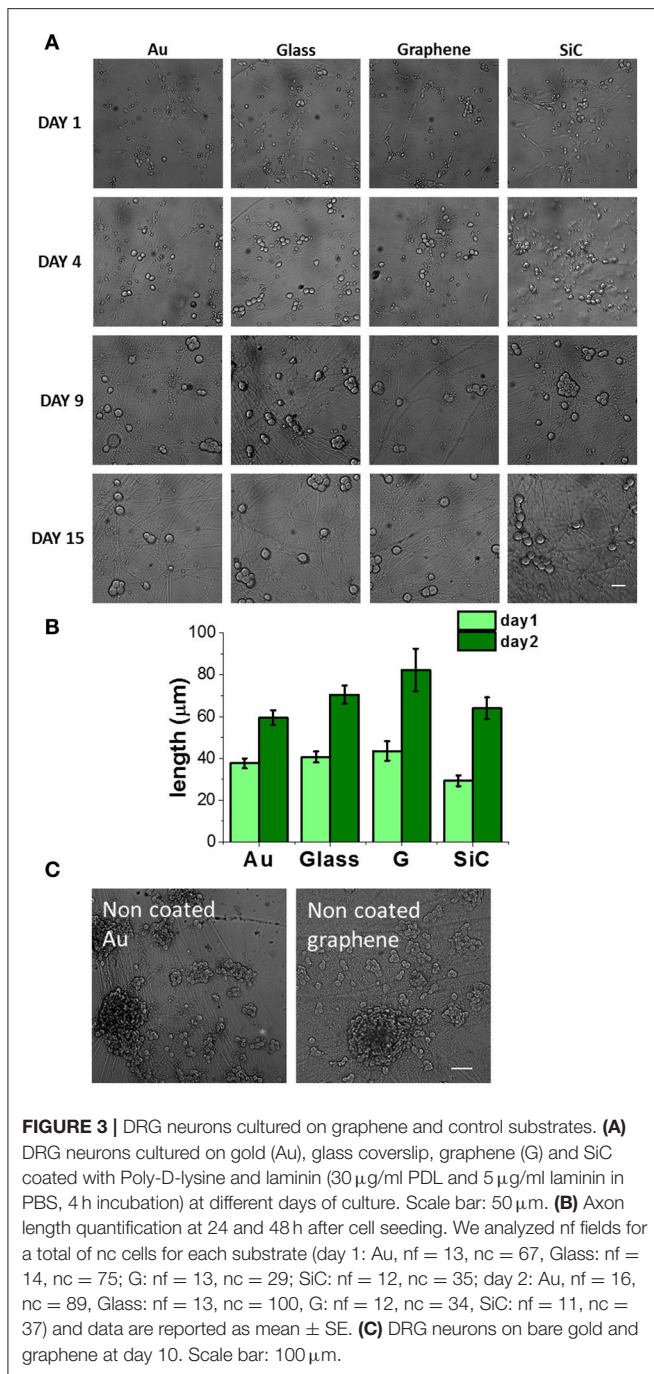 A
Au Glass Graphene SiC
DAY 1
DAY 4
DAY 9
DAY 15
B
day1
day2
length (μm)
100
80
60
40
20
0
Au Glass G SiC
C
Non coated
Au
Non coated
graphene
FIGURE 3 | DRG neurons cultured on graphene and control substrates. (A)
DRG neurons cultured on gold (Au), glass coverslip, graphene (G) and SiC
coated with Poly-D-lysine and laminin (30 μg/ml PDL and 5 μg/ml laminin in
PBS, 4 h incubation) at different days of culture. Scale bar: 50 μm. (B) Axon
length quantification at 24 and 48 h after cell seeding. We analyzed nf fields for
a total of nc cells for each substrate (day 1: Au, nf = 13, nc = 67, Glass: nf =
14, nc = 75; G: nf = 13, nc = 29; SiC: nf = 12, nc = 35; day 2: Au, nf = 16,
nc = 89, Glass: nf = 13, nc = 100, G: nf = 12, nc = 34, SiC: nf = 11, nc =
37) and data are reported as mean ± SE. (C) DRG neurons on bare gold and
graphene at day 10. Scale bar: 100 μm.